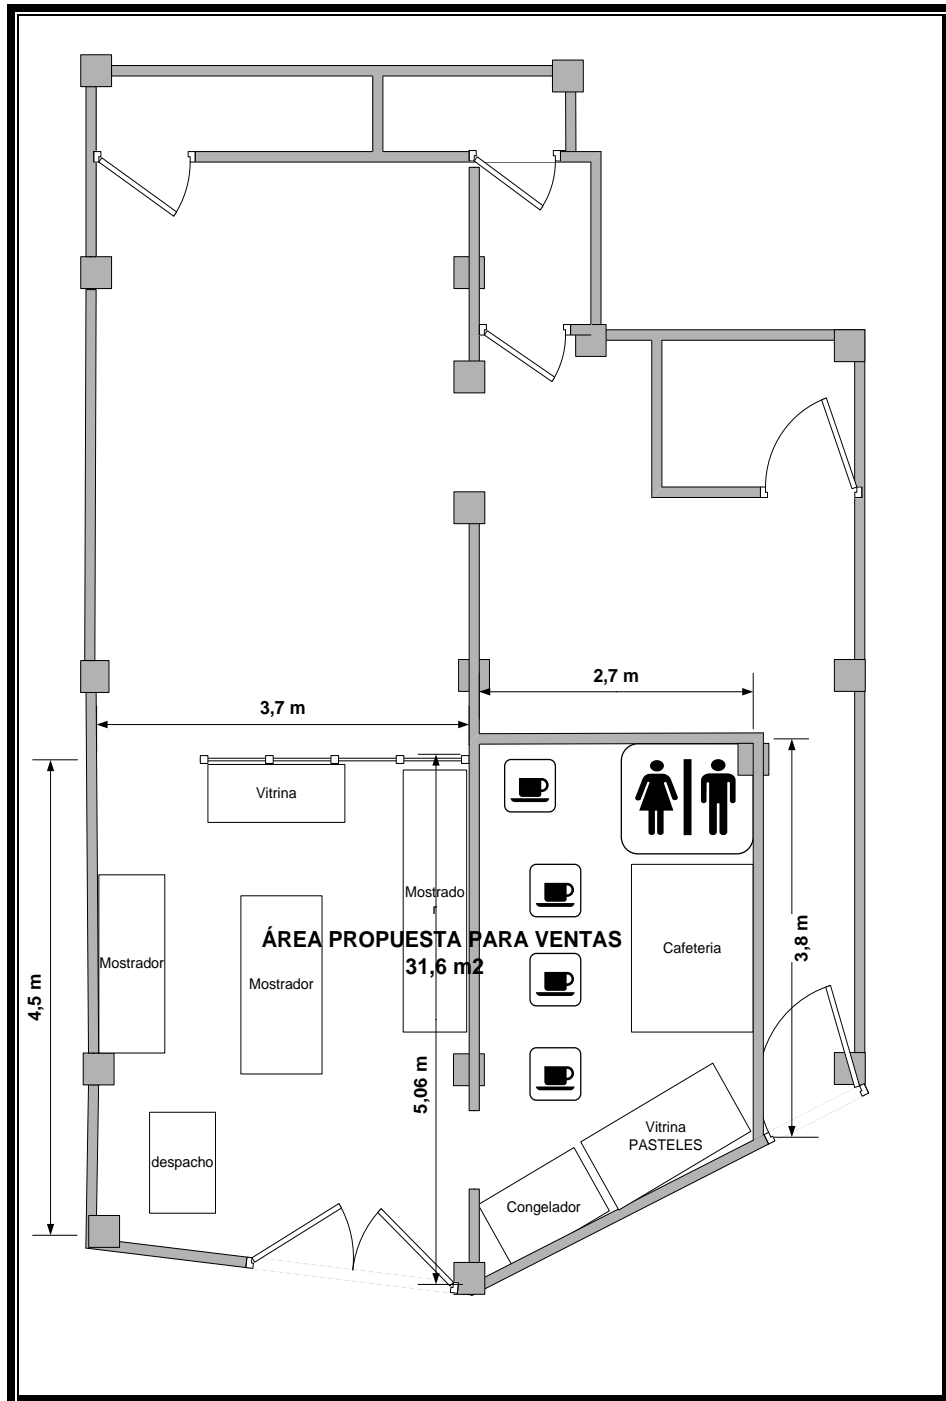 2,7 m
3,7 m
Vitrina
Mostrado
r
ÁREA PROPUESTA PARA VENTAS
31,6 m2
Cafeteria
3,8 m
Mostrador
Mostrador
4,5 m
5,06 m
Vitrina
PASTELES
despacho
Congelador